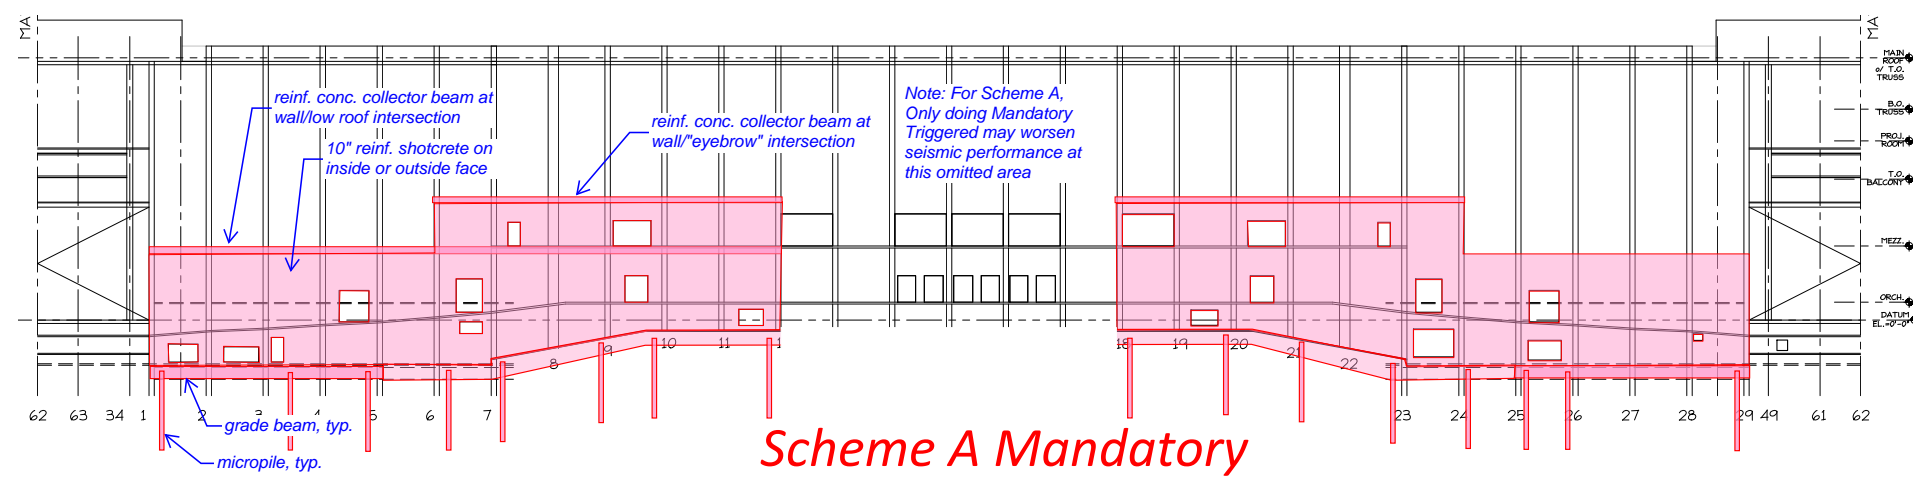 MA
MA
MAIN
ROOF
o/ T.O.
TRUSS
reinf. conc. collector beam at
wall/low roof intersection
Note: For Scheme A,
Only doing Mandatory
Triggered may worsen
seismic performance at
this omitted area
B.O.
TRUSS
reinf. conc. collector beam at
wall/"eyebrow" intersection
10" reinf. shotcrete on
inside or outside face
PROJ.
ROOM
T.O.
BALCONY
MEZZ.
ORCH.
DATUM
EL.=0'-0"
8 9 10 11 1 18 19 20 21 22
62 63 34 1 2 3 4 5 6 7 23 24 25 26 27 28 29 49 61 62
grade beam, typ.
micropile, typ.
Scheme A Mandatory